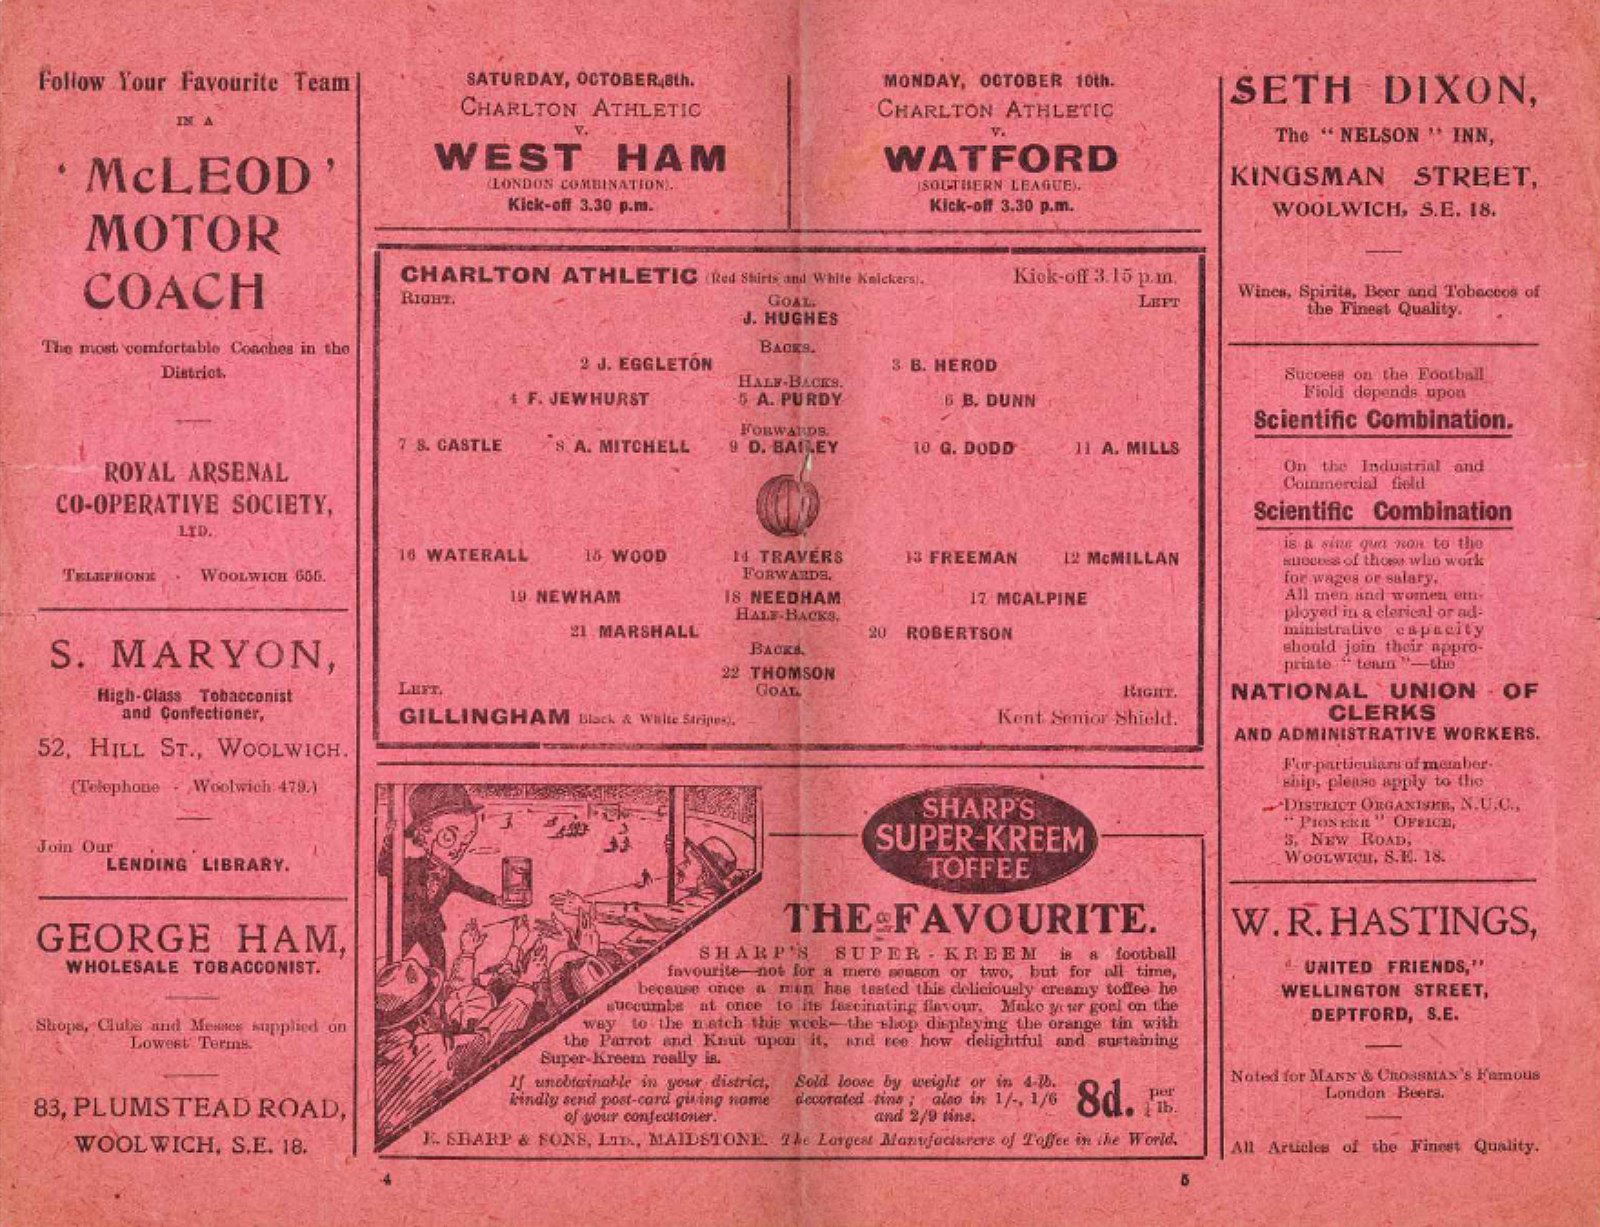 Follow Your Favourite Team
IN A
‘McLEOD’
MOTOR
COACH
The most comfortable Coaches in the
District.
ROYAL ARSENAL
CO-OPERATIVE SOCIETY,
LTD.
TELEPHONE - WOOLWICH 655.
S. MARYON,
High-Class Tobacconist
and Confectioner,
52, HILL ST., WOOLWICH.
(Telephone - Woolwich 479.)
Join Our
LENDING LIBRARY.
GEORGE HAM,
WHOLESALE TOBACCONIST.
Shops, Clubs and Messes supplied on
Lowest Terms.
83, PLUMSTEAD ROAD,
WOOLWICH, S.E. 18.
SATURDAY, OCTOBER, 8th.
CHARLTON ATHLETIC
V.
WEST HAM
(LONDON COMBINATION).
Kick-off 3.30 p.m.
MONDAY, OCTOBER 10th.
CHARLTON ATHLETIC
V.
WATFORD
(SOUTHERN LEAGUE).
Kick-off 3.30 p.m.
CHARLTON ATHLETIC (Red Shirts and White Knickers). Kick-off 3.15 p.m.
RIGHT. GOAL. LEFT
J. HUGHES
BACKS.
2 J. EGGLETON 3 B. HEROD
HALF-BACKS.
4 F. JEWHURST 5 A. PURDY 6 B. DUNN
FORWARDS.
7 S. CASTLE 8 A. MITCHELL 9 D. BAILEY 10 G. DODD 11 A. MILLS
16 WATERALL 15 WOOD 14 TRAVERS 13 FREEMAN 12 McMILLAN
FORWARDS.
19 NEWHAM 18 NEEDHAM 17 MCALPINE
HALF-BACKS.
21 MARSHALL 20 ROBERTSON
BACKS.
22 THOMSON
LEFT. GOAL. RIGHT.
GILLINGHAM Black & White Stripes). Kent Senior Shield.
SHARP'S
SUPER-KREEM
TOFFEE
THE FAVOURITE.
SHARP'S SUPER-KREEM is a football
favourite—not for a mere season or two, but for all time,
because once a man has tasted this deliciously creamy toffee he
succumbs at once to its fascinating flavour. Make your goal on the
way to the match this week—the shop displaying the orange tin with
the Parrot and Knut upon it, and see how delightful and sustaining
Super-Kreem really is.
If unobtainable in your district,
kindly send post-card giving name
of your confectioner.
Sold loose by weight or in 4-lb.
decorated tins; also in 1/-, 1/6
and 2/9 tins.
8d. per
¼ lb.
E. SHARP & SONS, LTD., MAIDSTONE. The Largest Manufacturers of Toffee in the World.
4
5
SETH DIXON,
The “NELSON” INN,
KINGSMAN STREET,
WOOLWICH, S.E. 18.
Wines, Spirits, Beer and Tobaccos of
the Finest Quality.
Success on the Football
Field depends upon
Scientific Combination.
On the Industrial and
Commercial field
Scientific Combination
is a sine qua non to the
success of those who work
for wages or salary.
All men and women em-
ployed in a clerical or ad-
ministrative capacity
should join their appro-
priate “team”—the
NATIONAL UNION OF
CLERKS
AND ADMINISTRATIVE WORKERS.
For particulars of member-
ship, please apply to the
DISTRICT ORGANISER, N.U.C.,
“PIONEER” OFFICE,
3, NEW ROAD,
WOOLWICH, S.E. 18.
W. R. HASTINGS,
“UNITED FRIENDS,”
WELLINGTON STREET,
DEPTFORD, S.E.
Noted for MANN & CROSSMAN'S Famous
London Beers.
All Articles of the Finest Quality.